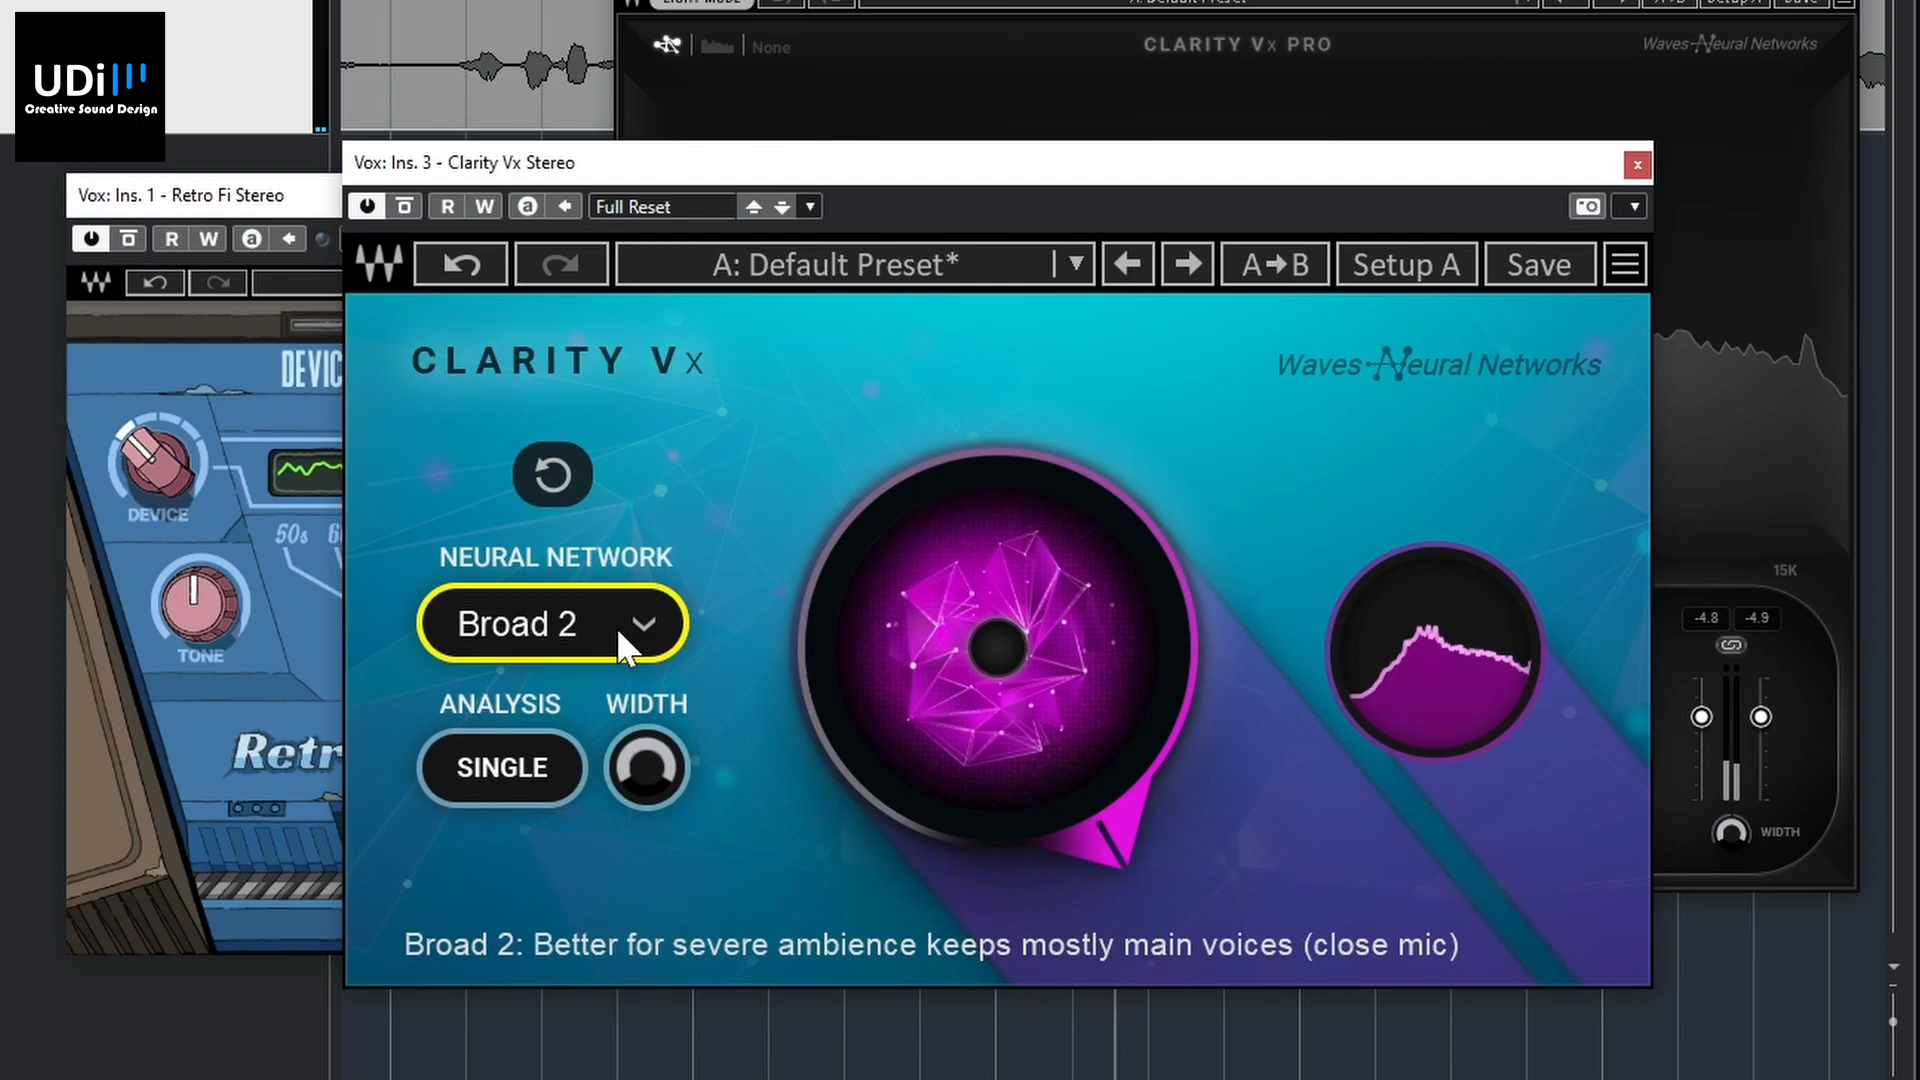 UDi
Creative Sound Design
None
CLARITY Vx PRO
Waves Neural Networks
Vox: Ins. 3 - Clarity Vx Stereo
x
Vox: Ins. 1 - Retro Fi Stereo
R W a
Full Reset
R W a
A: Default Preset*
A→B
Setup A
Save
CLARITY Vx
Waves Neural Networks
DEVIC
DEVICE
50s
TONE
NEURAL NETWORK
Broad 2
ANALYSIS
WIDTH
SINGLE
Retr
15K
-4.8 -4.9
WIDTH
Broad 2: Better for severe ambience keeps mostly main voices (close mic)